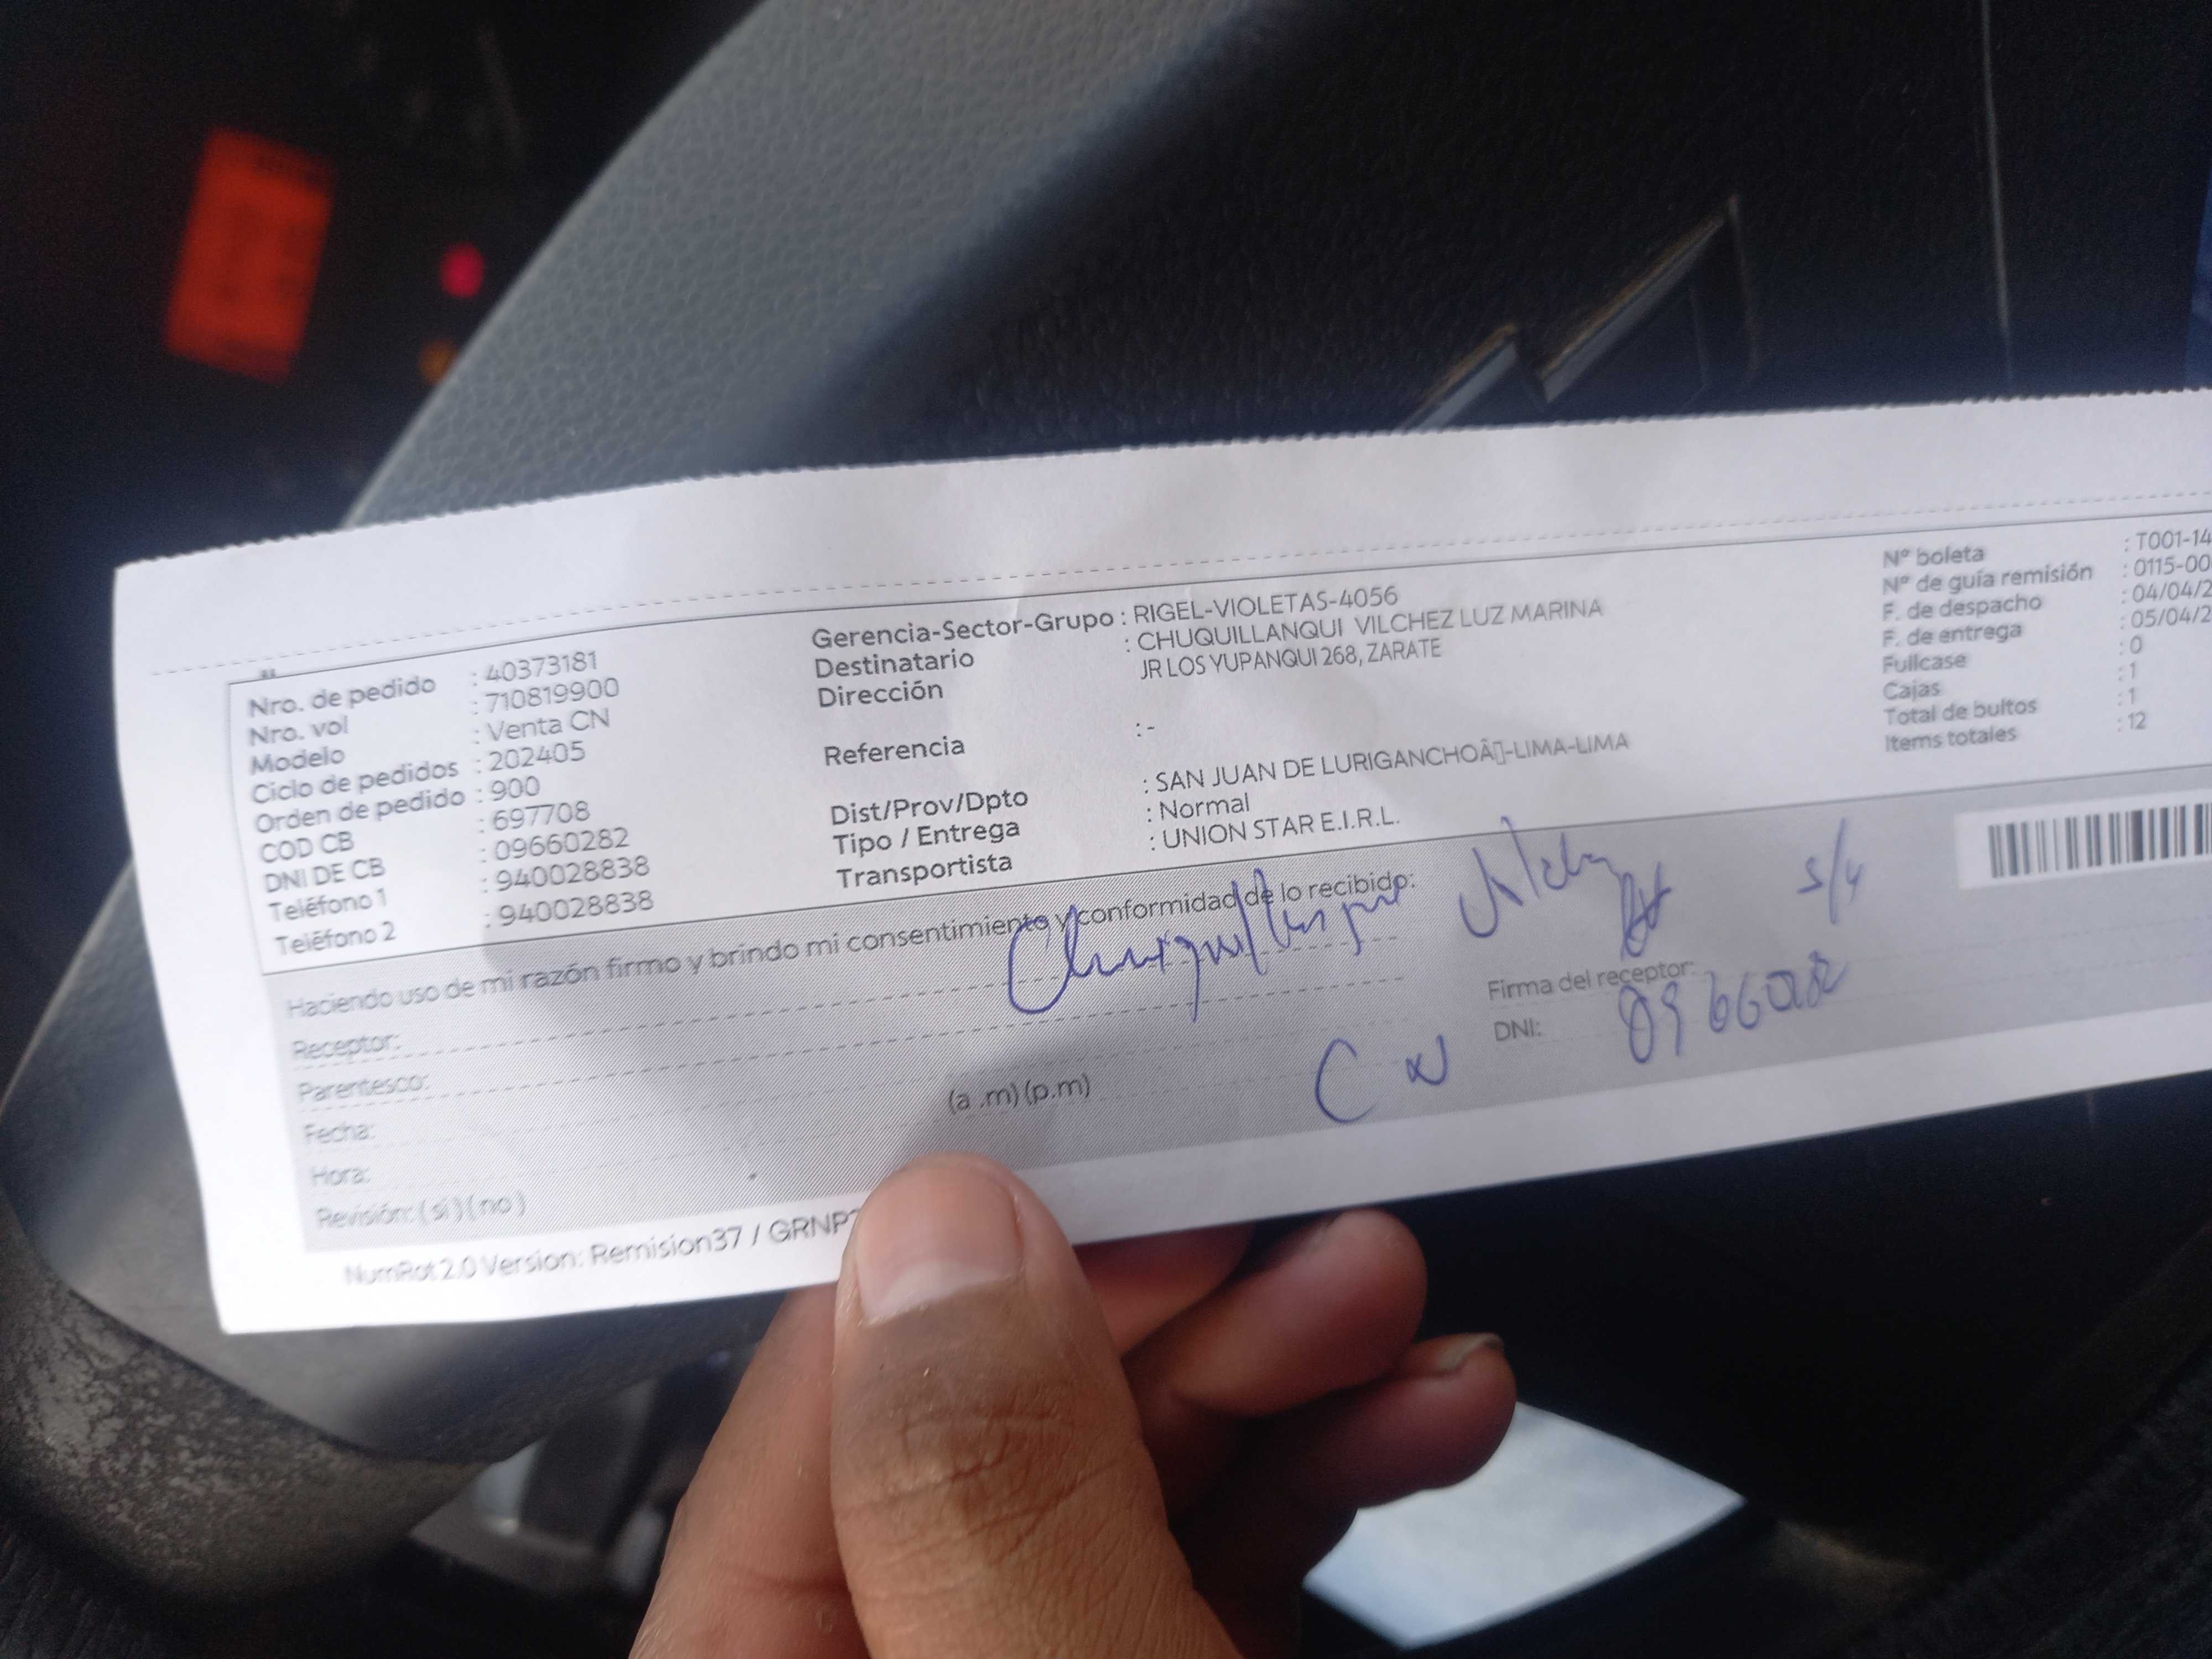 Nro. de pedido : 40373181
Nro. vol : 710819900
Modelo : Venta CN
Ciclo de pedidos : 202405
Orden de pedido : 900
COD CB : 697708
DNI DE CB : 09660282
Teléfono 1 : 940028838
Teléfono 2 : 940028838
Gerencia-Sector-Grupo : RIGEL-VIOLETAS-4056
Destinatario : CHUQUILLANQUI VILCHEZ LUZ MARINA
Dirección JR LOS YUPANQUI 268, ZARATE
Referencia : -
Dist/Prov/Dpto : SAN JUAN DE LURIGANCHOÂ▯-LIMA-LIMA
Tipo / Entrega : Normal
Transportista : UNION STAR E.I.R.L.
Nº boleta : T001-14
Nº de guía remisión : 0115-00
F. de despacho : 04/04/2
F. de entrega : 05/04/2
Fullcase : 0
Cajas : 1
Total de bultos : 1
Items totales : 12
Haciendo uso de mi razón firmo y brindo mi consentimiento y conformidad de lo recibido:
Receptor:
Parentesco:
Fecha:
Hora: (a .m) (p.m)
Revisión: ( si ) ( no )
5/4
Firma del receptor:
DNI:
CN
NumRot 2.0 Version: Remision37 / GRNP